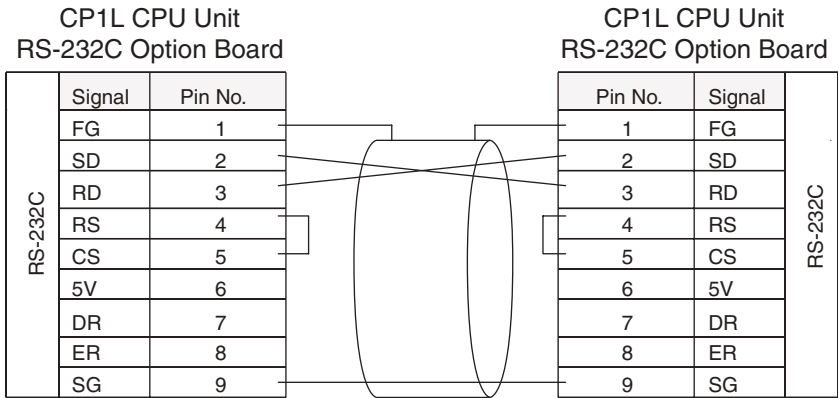 CP1L CPU Unit
RS-232C Option Board
CP1L CPU Unit
RS-232C Option Board
RS-232C
Signal Pin No.
FG 1
SD 2
RD 3
RS 4
CS 5
5V 6
DR 7
ER 8
SG 9
Pin No. Signal
1 FG
2 SD
3 RD
4 RS
5 CS
6 5V
7 DR
8 ER
9 SG
RS-232C